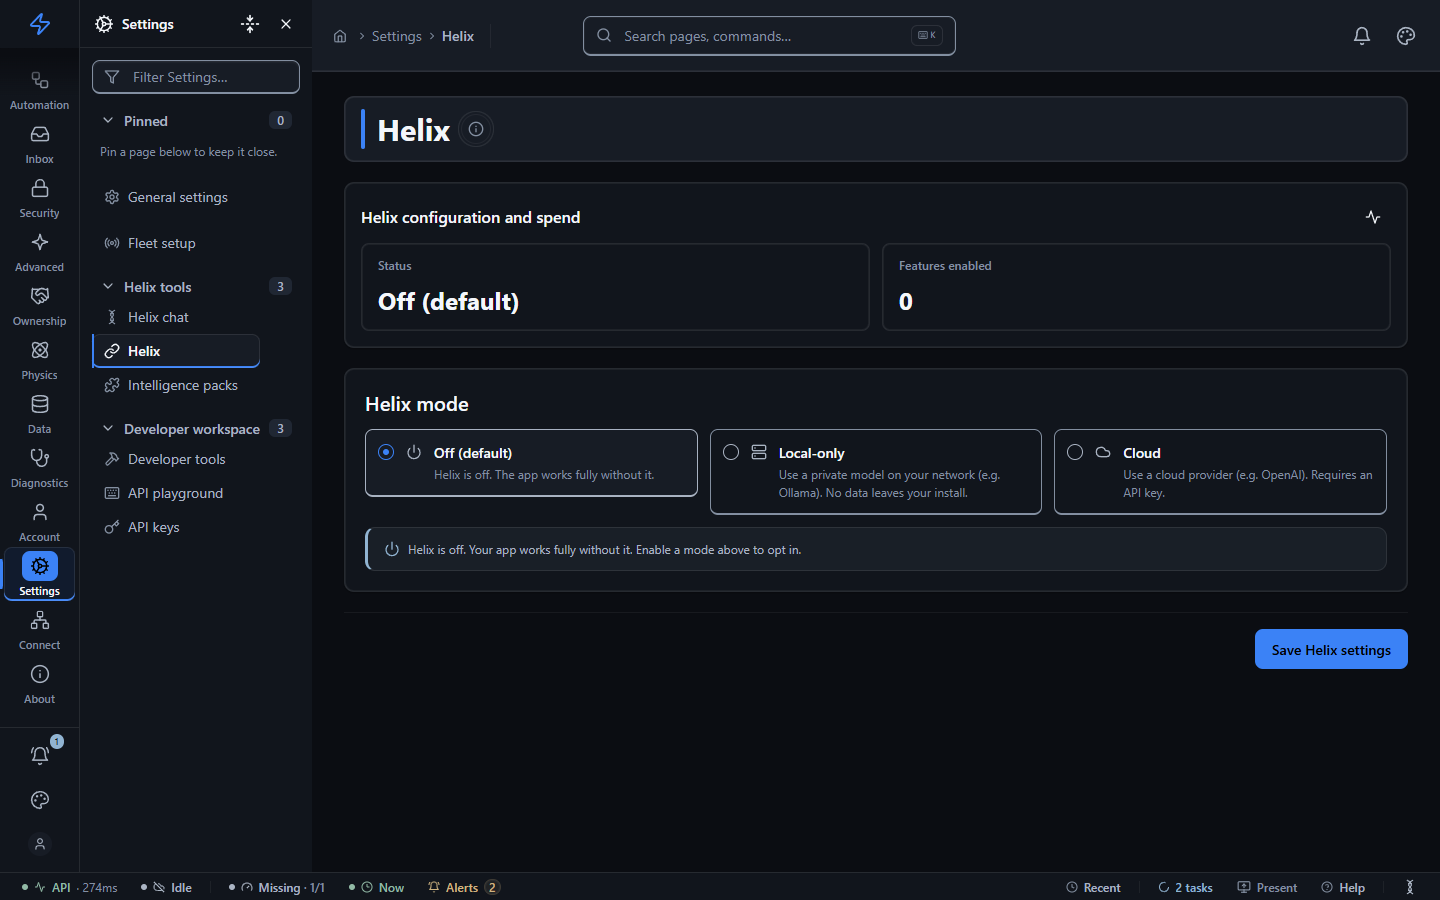 Settings
Filter Settings...
Automation
Inbox
Security
Advanced
Ownership
Physics
Data
Diagnostics
Account
Settings
Connect
About
1
Pinned 0
Pin a page below to keep it close.
General settings
Fleet setup
Helix tools 3
Helix chat
Helix
Intelligence packs
Developer workspace 3
Developer tools
API playground
API keys
Settings > Helix
Search pages, commands... K
Helix
Helix configuration and spend
Status
Off (default)
Features enabled
0
Helix mode
Off (default)
Helix is off. The app works fully without it.
Local-only
Use a private model on your network (e.g.
Ollama). No data leaves your install.
Cloud
Use a cloud provider (e.g. OpenAI). Requires an
API key.
Helix is off. Your app works fully without it. Enable a mode above to opt in.
Save Helix settings
API · 274ms Idle Missing · 1/1 Now Alerts 2 Recent 2 tasks Present Help